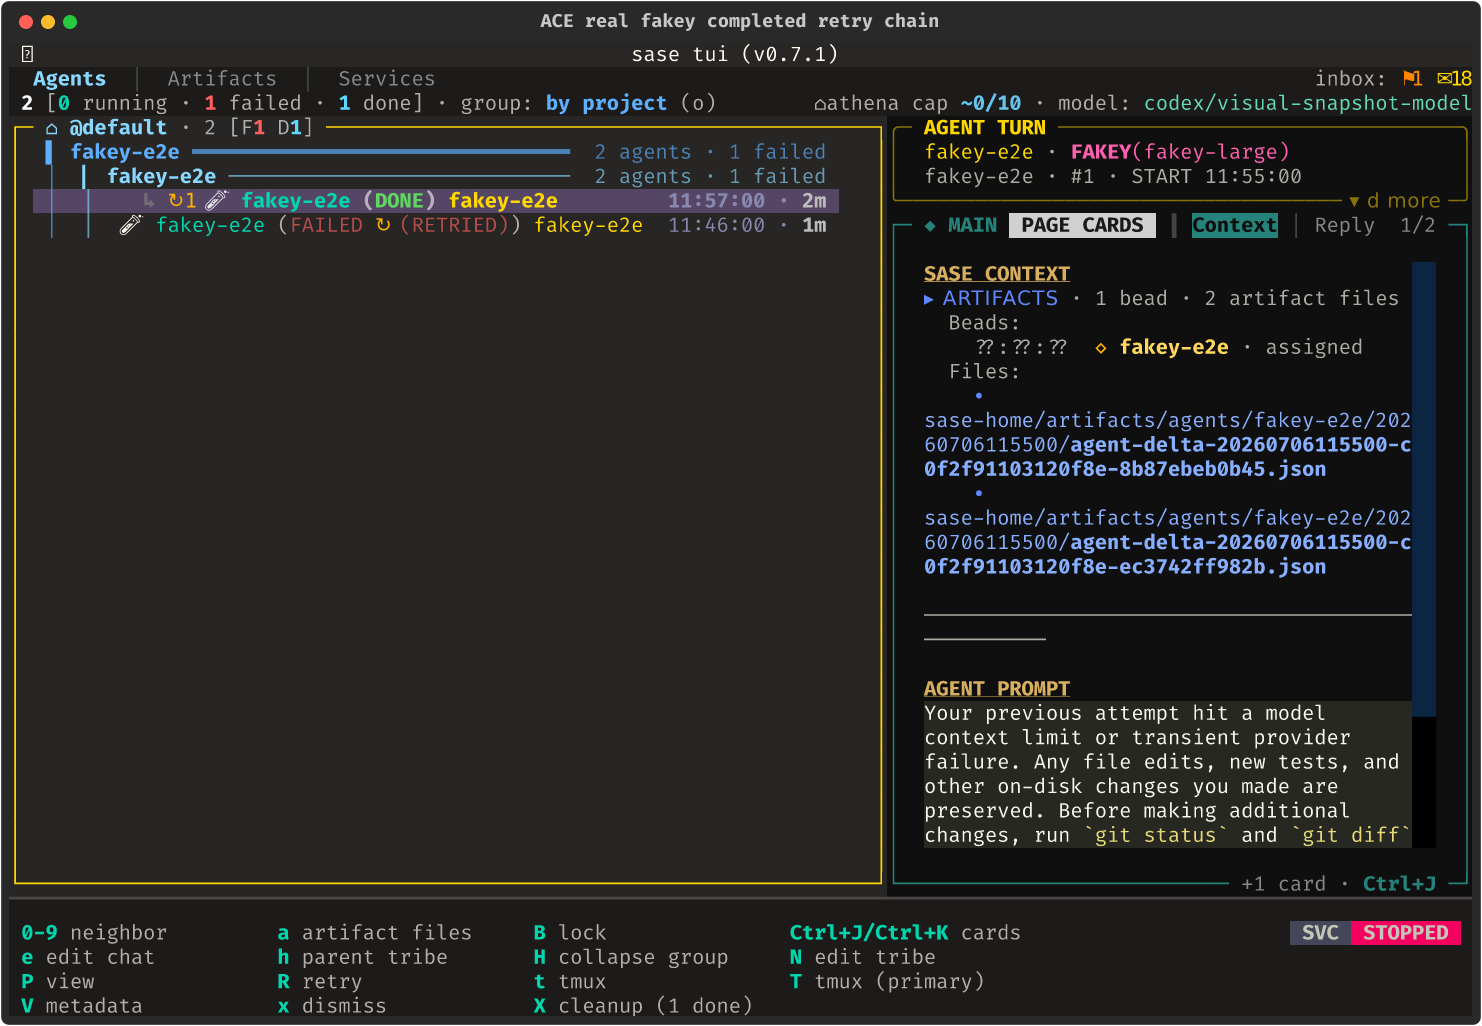 ACE real fakey completed retry chain
sase tui (v0.7.1)
Agents │ Artifacts │ Services
inbox: ⚑1 ✉18
2 [0 running · 1 failed · 1 done] · group: by project (o)
⌂athena cap ~0/10 · model: codex/visual-snapshot-model
⌂ @default · 2 [F1 D1]
fakey-e2e 2 agents · 1 failed
fakey-e2e 2 agents · 1 failed
↳ ↻1 fakey-e2e (DONE) fakey-e2e 11:57:00 · 2m
fakey-e2e (FAILED ↻ (RETRIED)) fakey-e2e 11:46:00 · 1m
AGENT TURN
fakey-e2e · FAKEY(fakey-large)
fakey-e2e · #1 · START 11:55:00
▼ d more
◆ MAIN PAGE CARDS │ Context │ Reply 1/2
SASE CONTEXT
▶ ARTIFACTS · 1 bead · 2 artifact files
Beads:
??:??:?? ◇ fakey-e2e · assigned
Files:
•
sase-home/artifacts/agents/fakey-e2e/202
60706115500/agent-delta-20260706115500-c
0f2f91103120f8e-8b87ebeb0b45.json
•
sase-home/artifacts/agents/fakey-e2e/202
60706115500/agent-delta-20260706115500-c
0f2f91103120f8e-ec3742ff982b.json
AGENT PROMPT
Your previous attempt hit a model
context limit or transient provider
failure. Any file edits, new tests, and
other on-disk changes you made are
preserved. Before making additional
changes, run `git status` and `git diff`
+1 card · Ctrl+J
0-9 neighbor a artifact files B lock Ctrl+J/Ctrl+K cards
SVC STOPPED
e edit chat h parent tribe H collapse group N edit tribe
P view R retry t tmux T tmux (primary)
V metadata x dismiss X cleanup (1 done)